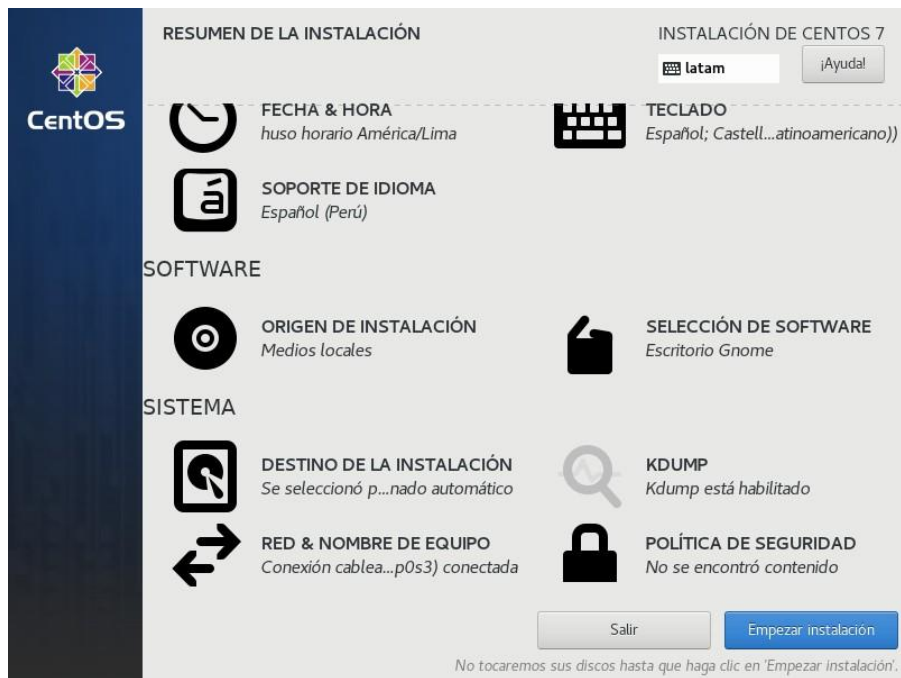 RESUMEN DE LA INSTALACIÓN
INSTALACIÓN DE CENTOS 7
latam
¡Ayuda!
CentOS
FECHA & HORA
huso horario América/Lima
TECLADO
Español; Castell...atinoamericano))
SOPORTE DE IDIOMA
Español (Perú)
SOFTWARE
ORIGEN DE INSTALACIÓN
Medios locales
SELECCIÓN DE SOFTWARE
Escritorio Gnome
SISTEMA
DESTINO DE LA INSTALACIÓN
Se seleccionó p...nado automático
KDUMP
Kdump está habilitado
RED & NOMBRE DE EQUIPO
Conexión cablea...p0s3) conectada
POLÍTICA DE SEGURIDAD
No se encontró contenido
Salir
Empezar instalación
No tocaremos sus discos hasta que haga clic en 'Empezar instalación'.